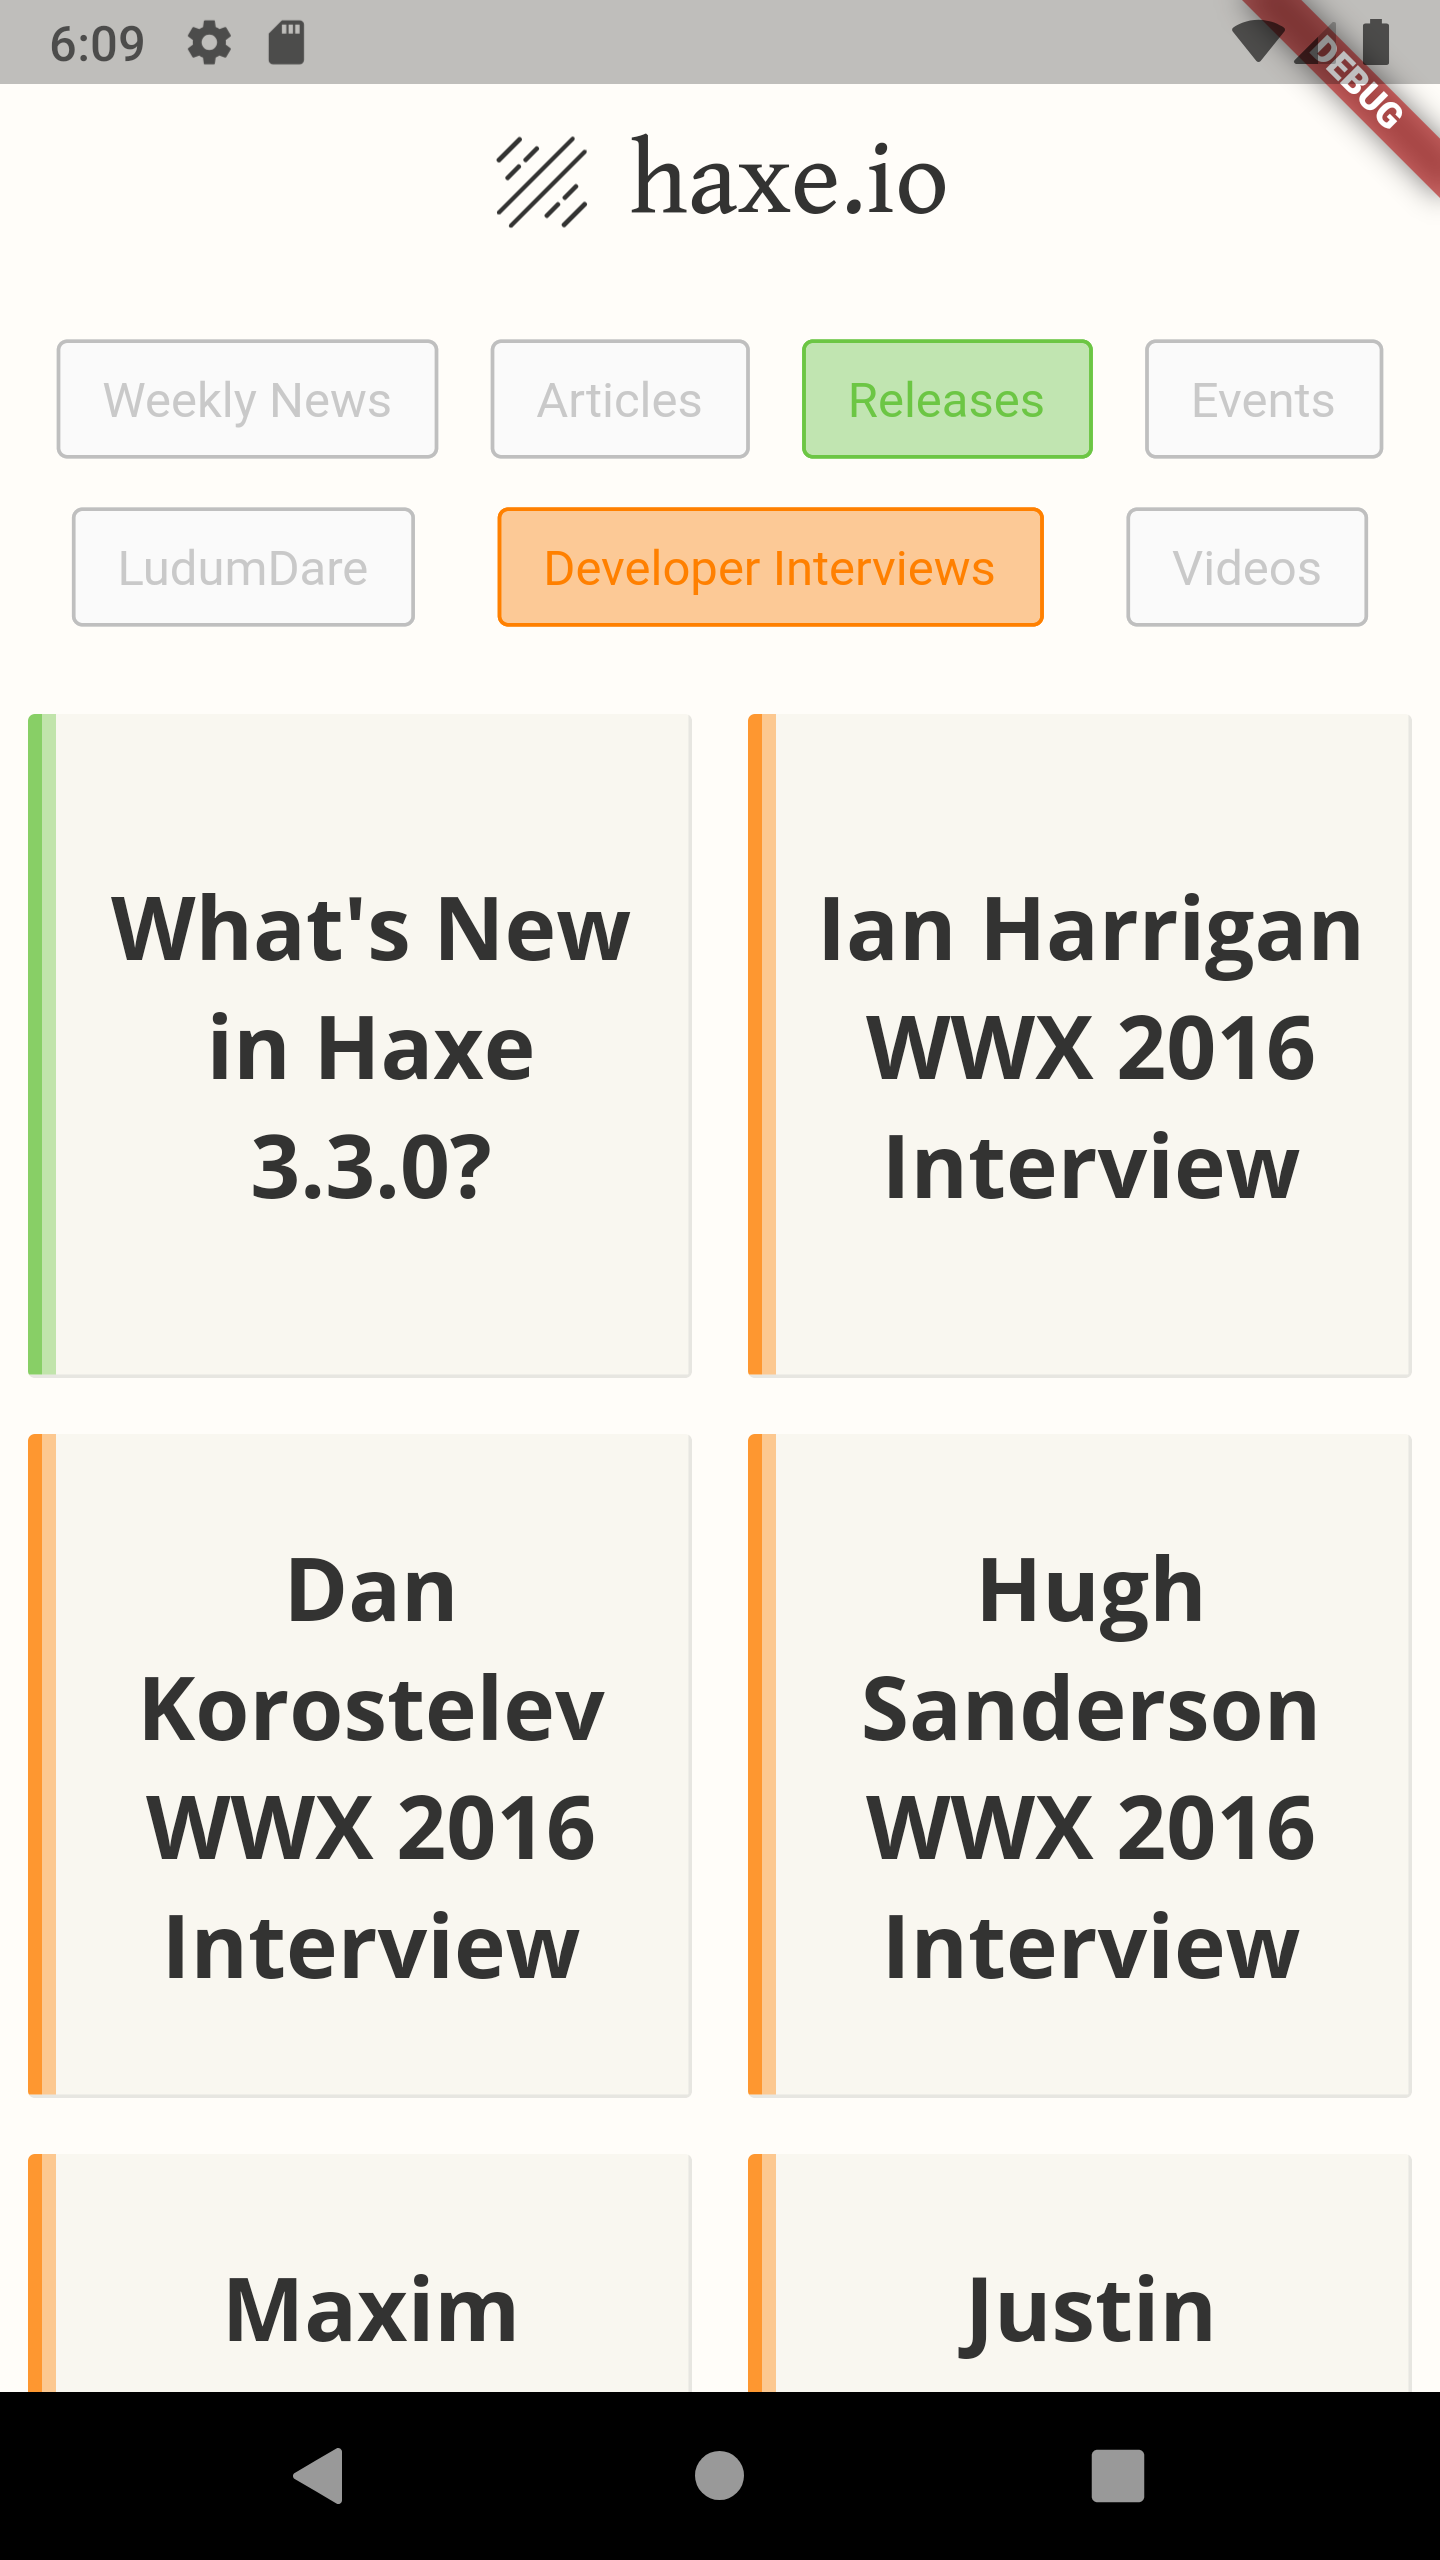 6:09
DEBUG
haxe.io
Weekly News
Articles
Releases
Events
LudumDare
Developer Interviews
Videos
What's New
in Haxe
3.3.0?
Ian Harrigan
WWX 2016
Interview
Dan
Korostelev
WWX 2016
Interview
Hugh
Sanderson
WWX 2016
Interview
Maxim
Justin